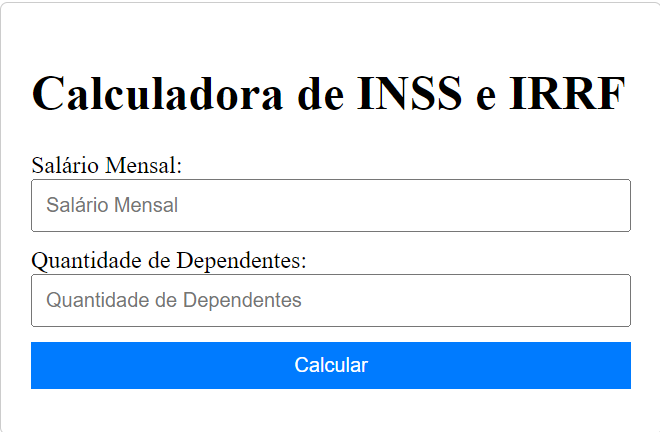 Calculadora de INSS e IRRF
Salário Mensal:
Salário Mensal
Quantidade de Dependentes:
Quantidade de Dependentes
Calcular